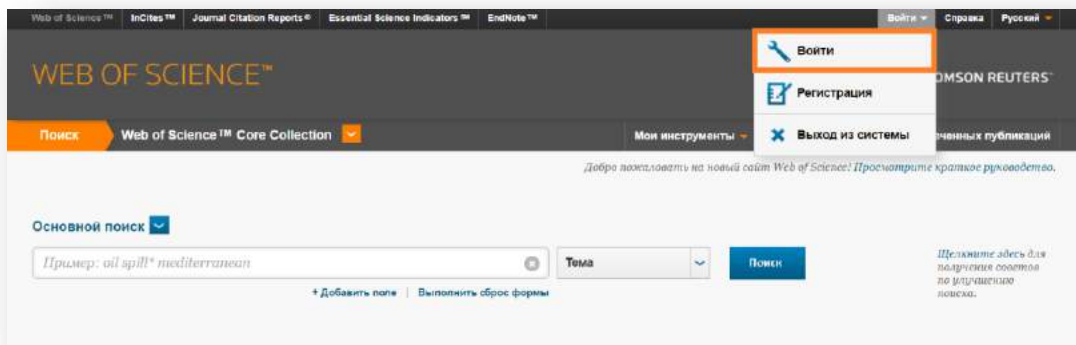 Web of Science™ InCites™ Journal Citation Reports® Essential Science Indicators™ EndNote™ Войти Справка Русский
WEB OF SCIENCE™
Войти
OMSON REUTERS
Регистрация
Поиск Web of Science™ Core Collection Мои инструменты Выход из системы ченных публикаций
Добро пожаловать на новый сайт Web of Science! Просмотрите краткое руководство.
Основной поиск
Пример: oil spill* mediterranean Тема Поиск
Щелкните здесь для
получения советов
по улучшению
поиска.
+ Добавить поле | Выполнить сброс формы